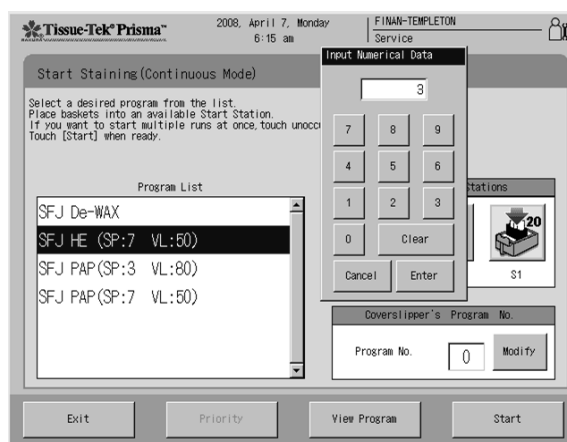 Tissue-Tek® Prisma™
2008, April 7, Monday
6:15 am
FINAN-TEMPLETON
Service
Input Numerical Data
3
7 8 9
4 5 6
1 2 3
0 Clear
Cancel Enter
Start Staining(Continuous Mode)
Select a desired program from the list.
Place baskets into an available Start Station.
If you want to start multiple runs at once,touch
Touch [Start] when ready.
Program List
SFJ De-WAX
SFJ HE (SP:7 VL:50)
SFJ PAP(SP:3 VL:80)
SFJ PAP(SP:7 VL:50)
tations
20
S1
Coverslipper's Program No.
Program No. 0 Modify
Exit Priority View Program Start